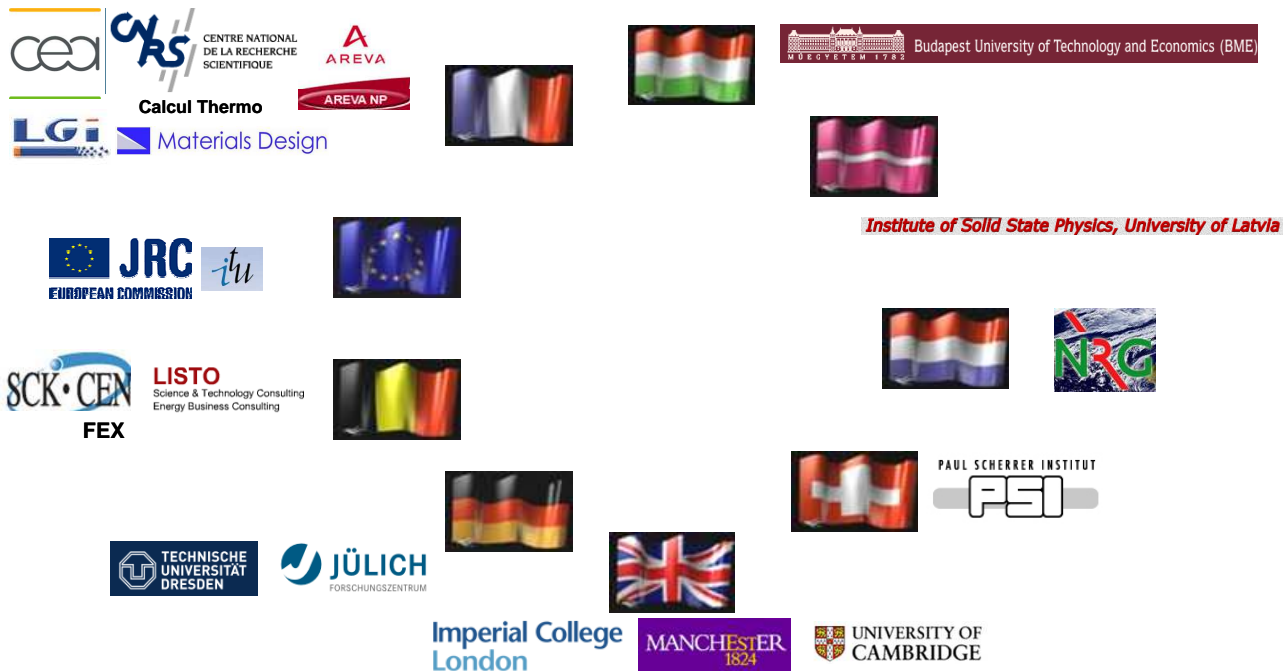 cea
CNRS
CENTRE NATIONAL
DE LA RECHERCHE
SCIENTIFIQUE
AREVA
AREVA NP
Calcul Thermo
LGi
Materials Design
Budapest University of Technology and Economics (BME)
MŰEGYETEM 1782
Institute of Solid State Physics, University of Latvia
JRC
EUROPEAN COMMISSION
itu
NRG
SCK•CEN
LISTO
Science & Technology Consulting
Energy Business Consulting
FEX
PAUL SCHERRER INSTITUT
PSI
TECHNISCHE
UNIVERSITÄT
DRESDEN
JÜLICH
FORSCHUNGSZENTRUM
Imperial College
London
MANCHESTER
1824
UNIVERSITY OF
CAMBRIDGE